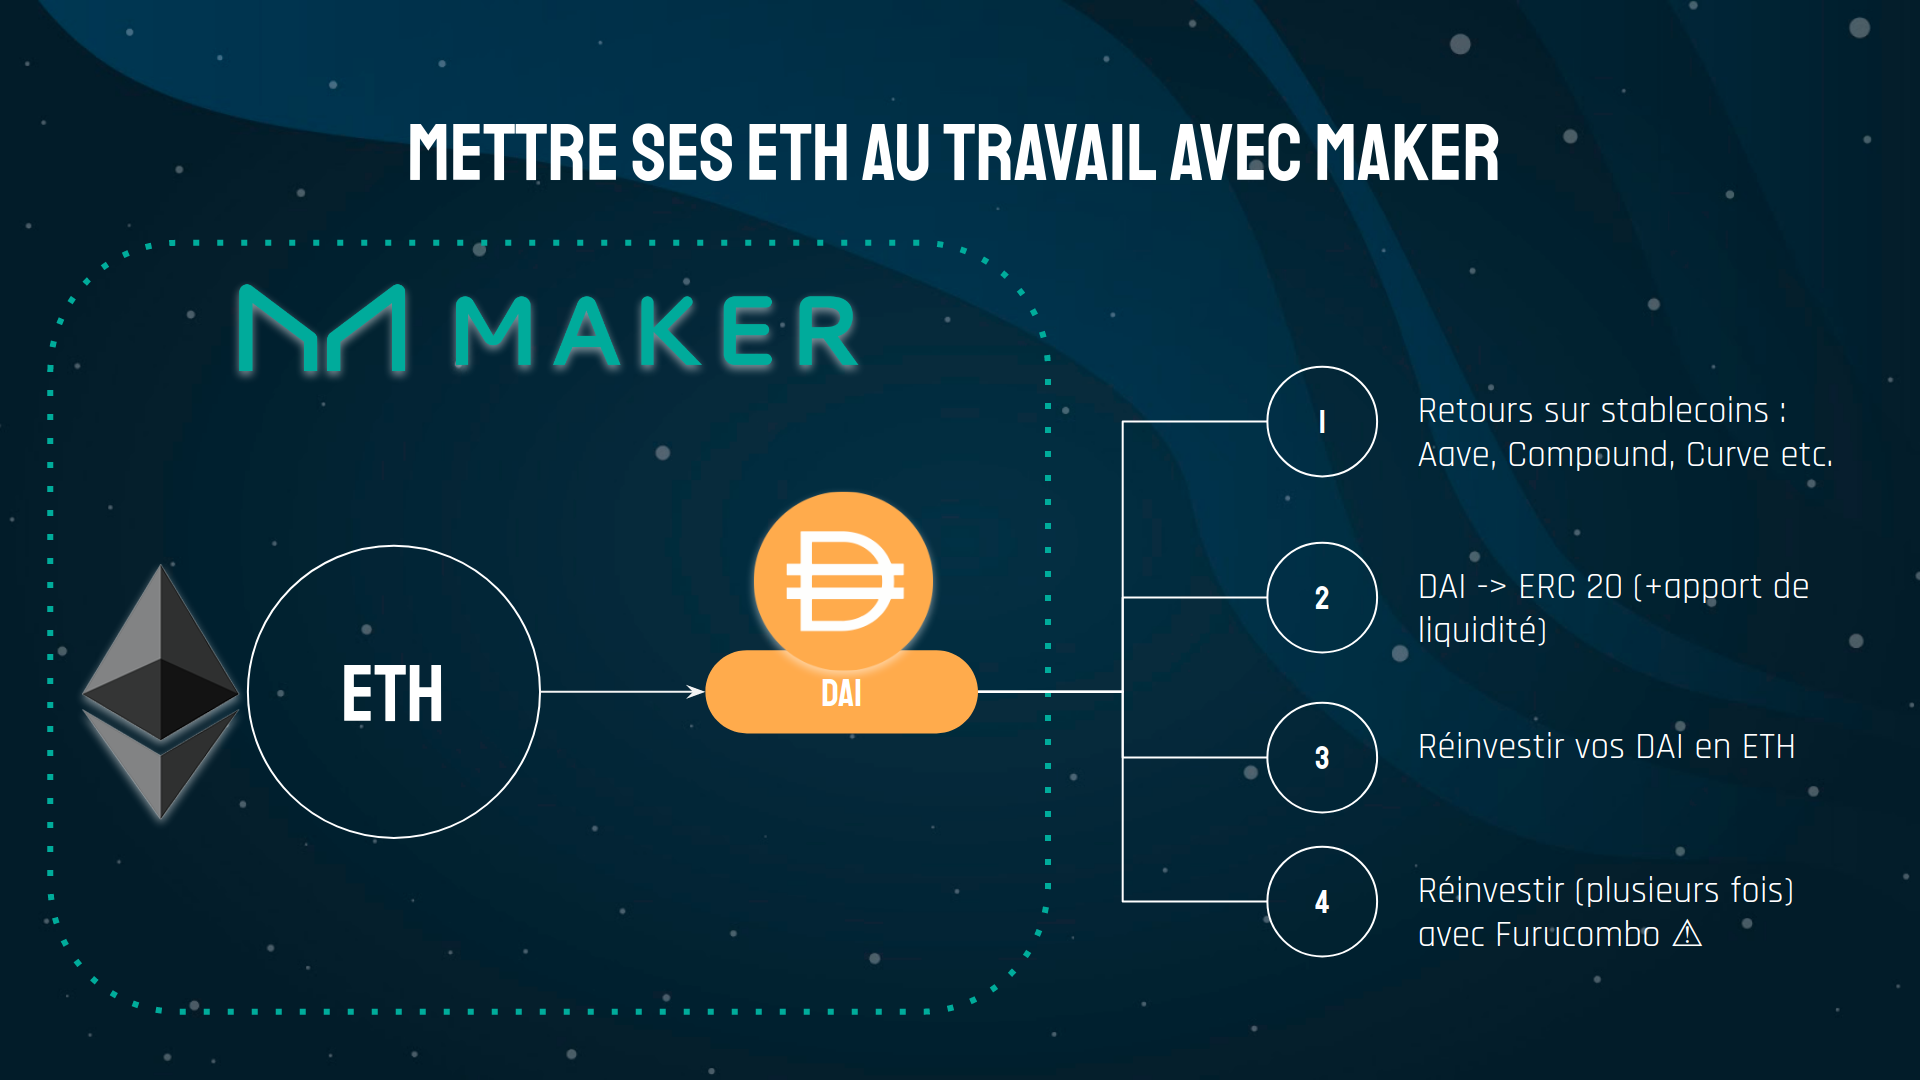 METTRE SES ETH AU TRAVAIL AVEC MAKER
MAKER
ETH
DAI
1
Retours sur stablecoins :
Aave, Compound, Curve etc.
2
DAI -> ERC 20 (+apport de
liquidité)
3
Réinvestir vos DAI en ETH
4
Réinvestir (plusieurs fois)
avec Furucombo ⚠